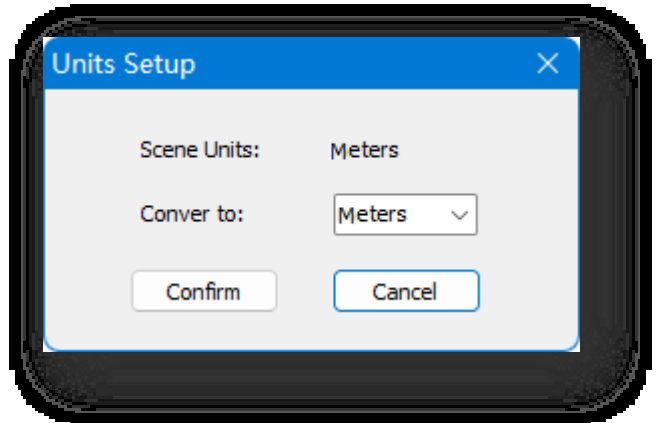 Units Setup
Scene Units: Meters
Conver to: Meters
Confirm Cancel